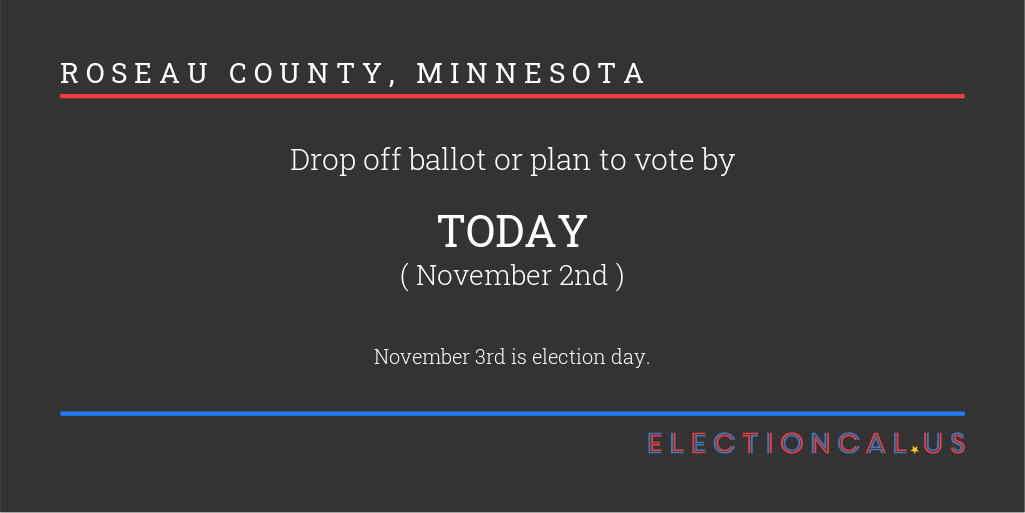 ROSEAU COUNTY, MINNESOTA
Drop off ballot or plan to vote by
TODAY
( November 2nd )
November 3rd is election day.
ELECTIONCAL.US